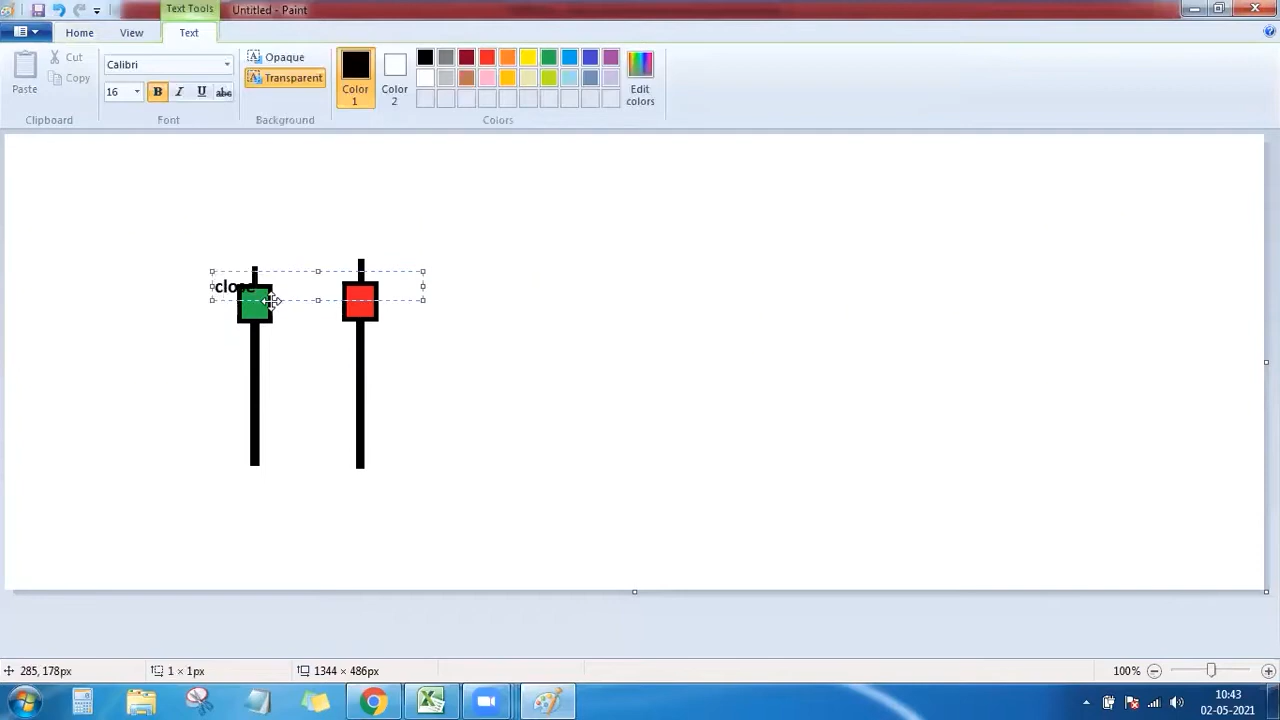 Text Tools
Untitled - Paint
Home
View
Text
Paste
Cut
Copy
Calibri
16
B
I
U
abc
Opaque
Transparent
Color 1
Color 2
Edit colors
Clipboard
Font
Background
Colors
close
285, 178px
1 × 1px
1344 × 486px
100%
10:43
02-05-2021